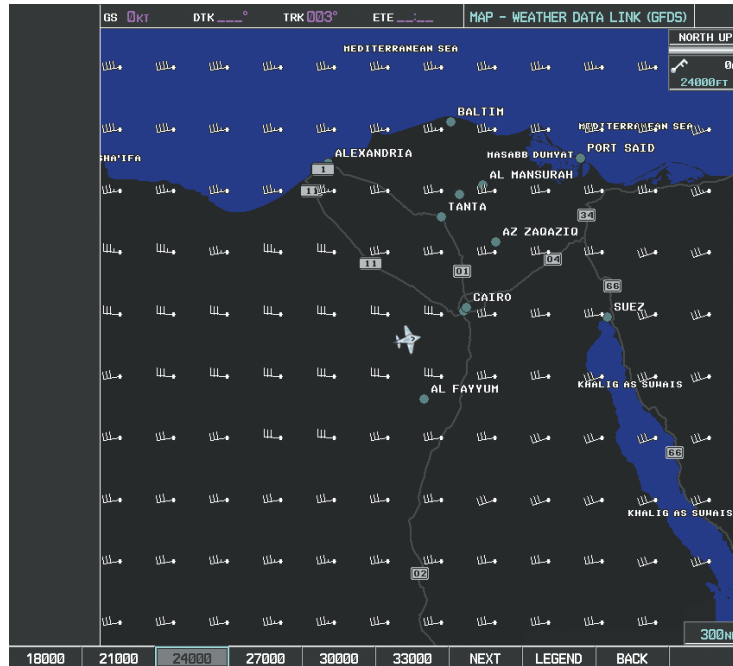 GS 0KT DTK ___° TRK 003° ETE __:__ MAP - WEATHER DATA LINK (GFDS)
NORTH UP
MEDITERRANEAN SEA
24000FT
BALTIM
MEDITERRANEAN SEA
SHA'IFA
ALEXANDRIA
MASABB DUMYAT
PORT SAID
1
AL MANSURAH
11
TANTA
34
AZ ZAQAZIQ
11
04
01
66
CAIRO
SUEZ
AL FAYYUM
KHALIG AS SUWAIS
66
KHALIG AS SUWAIS
02
300N
18000 21000 24000 27000 30000 33000 NEXT LEGEND BACK